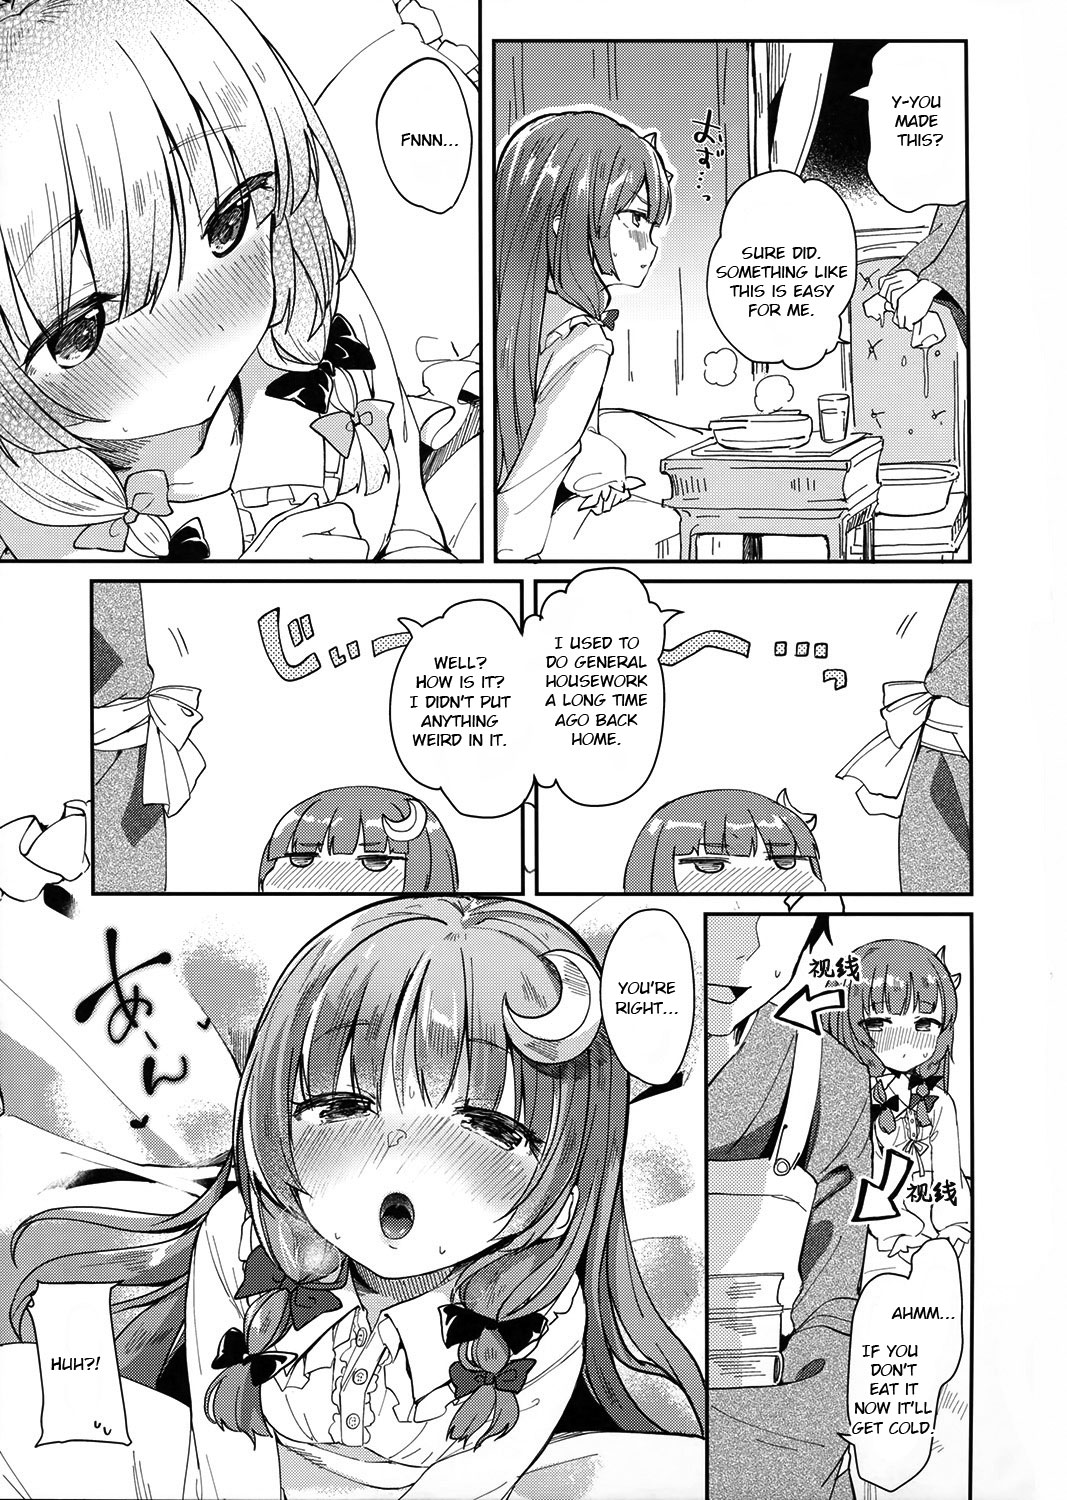 Y-YOU
MADE
THIS?
おず…っ
SURE DID.
SOMETHING LIKE
THIS IS EASY
FOR ME.
FNNN...
I USED TO
DO GENERAL
HOUSEWORK
A LONG TIME
AGO BACK
HOME.
WELL?
HOW IS IT?
I DIDN'T PUT
ANYTHING
WEIRD IN IT.
じぃー
〜…っ
视线
视线
AHMM...
IF YOU
DON'T
EAT IT
NOW IT'LL
GET COLD.
YOU'RE
RIGHT...
あーん
HUH?!